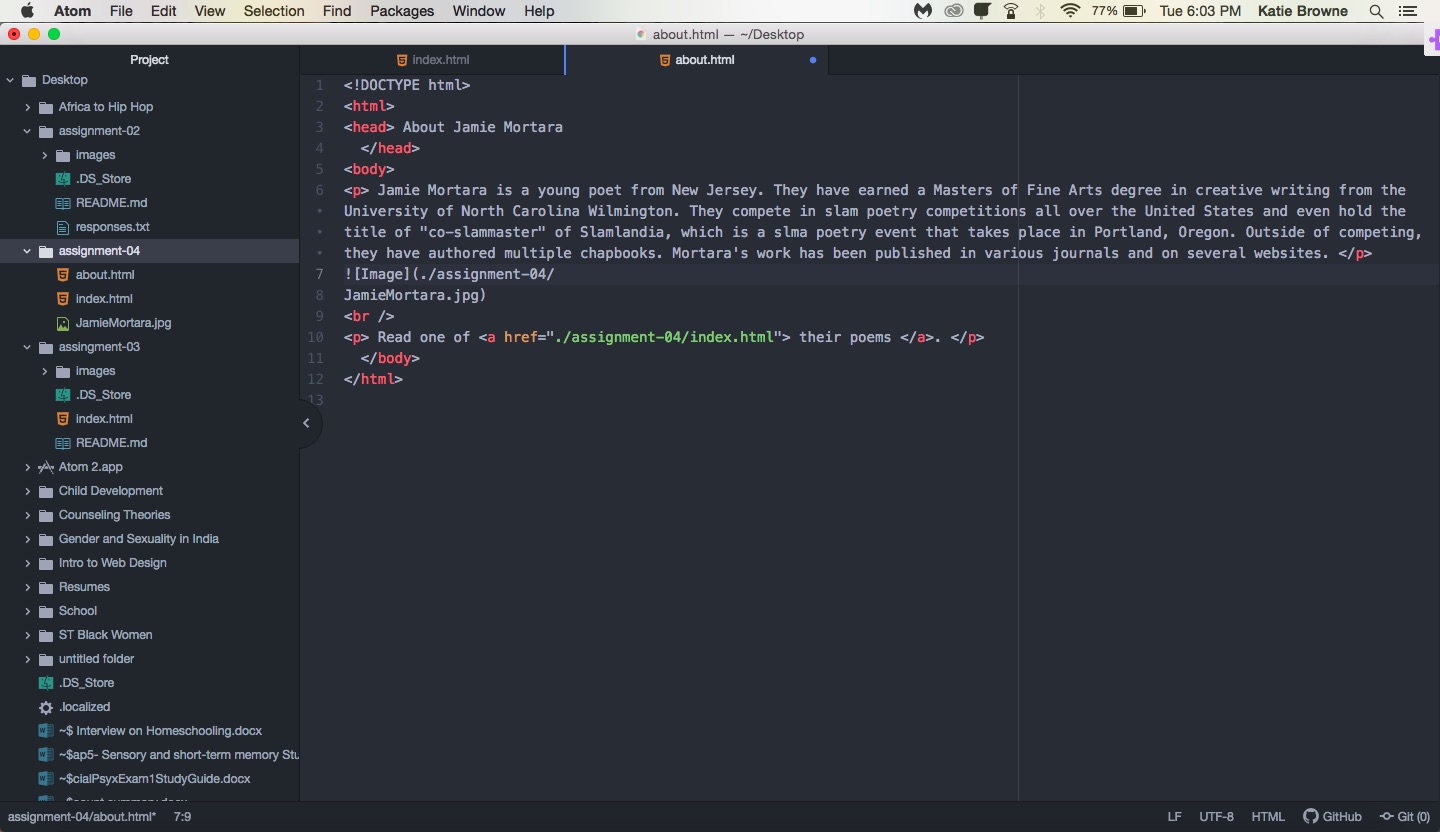 Atom File Edit View Selection Find Packages Window Help 77% Tue 6:03 PM Katie Browne
about.html — ~/Desktop
Project index.html about.html
Desktop
Africa to Hip Hop
assignment-02
images
.DS_Store
README.md
responses.txt
assignment-04
about.html
index.html
JamieMortara.jpg
assingment-03
images
.DS_Store
index.html
README.md
Atom 2.app
Child Development
Counseling Theories
Gender and Sexuality in India
Intro to Web Design
Resumes
School
ST Black Women
untitled folder
.DS_Store
.localized
~$ Interview on Homeschooling.docx
~$ap5- Sensory and short-term memory Stu
~$cialPsyxExam1StudyGuide.docx
1 <!DOCTYPE html>
2 <html>
3 <head> About Jamie Mortara
4 </head>
5 <body>
6 <p> Jamie Mortara is a young poet from New Jersey. They have earned a Masters of Fine Arts degree in creative writing from the
• University of North Carolina Wilmington. They compete in slam poetry competitions all over the United States and even hold the
• title of "co-slammaster" of Slamlandia, which is a slma poetry event that takes place in Portland, Oregon. Outside of competing,
• they have authored multiple chapbooks. Mortara's work has been published in various journals and on several websites. </p>
7 ![Image](./assignment-04/
8 JamieMortara.jpg)
9 <br />
10 <p> Read one of <a href="./assignment-04/index.html"> their poems </a>. </p>
11 </body>
12 </html>
13
assignment-04/about.html* 7:9 LF UTF-8 HTML GitHub Git (0)